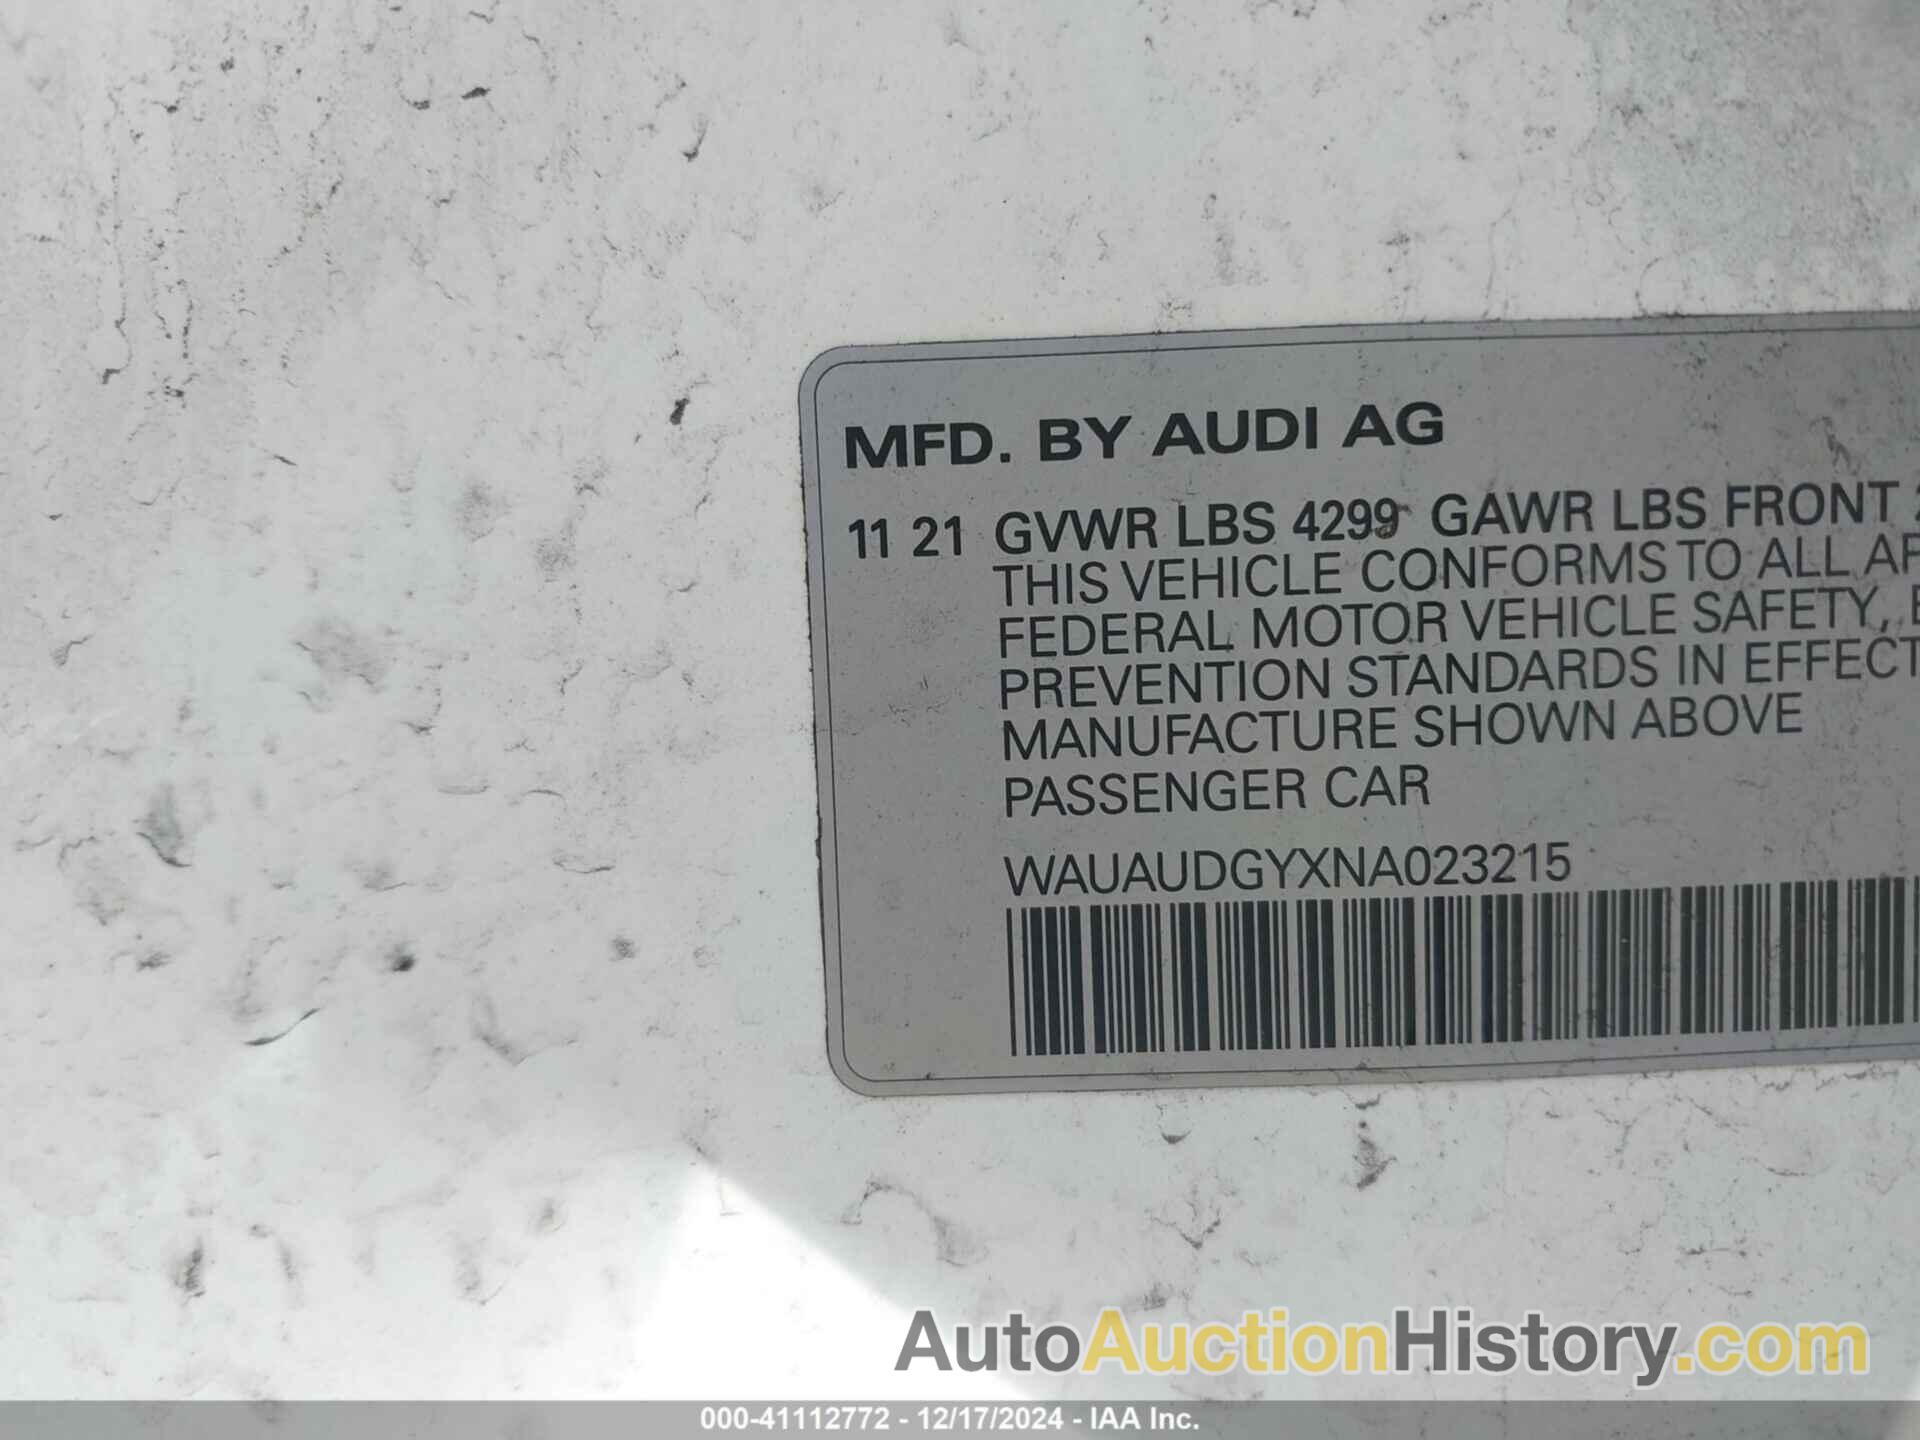 MFD. BY AUDI AG
11 21 GVWR LBS 4299 GAWR LBS FRONT 2
THIS VEHICLE CONFORMS TO ALL AP
FEDERAL MOTOR VEHICLE SAFETY, B
PREVENTION STANDARDS IN EFFECT
MANUFACTURE SHOWN ABOVE
PASSENGER CAR
WAUAUDGYXNA023215
AutoAuctionHistory.com
000-41112772 - 12/17/2024 - IAA Inc.